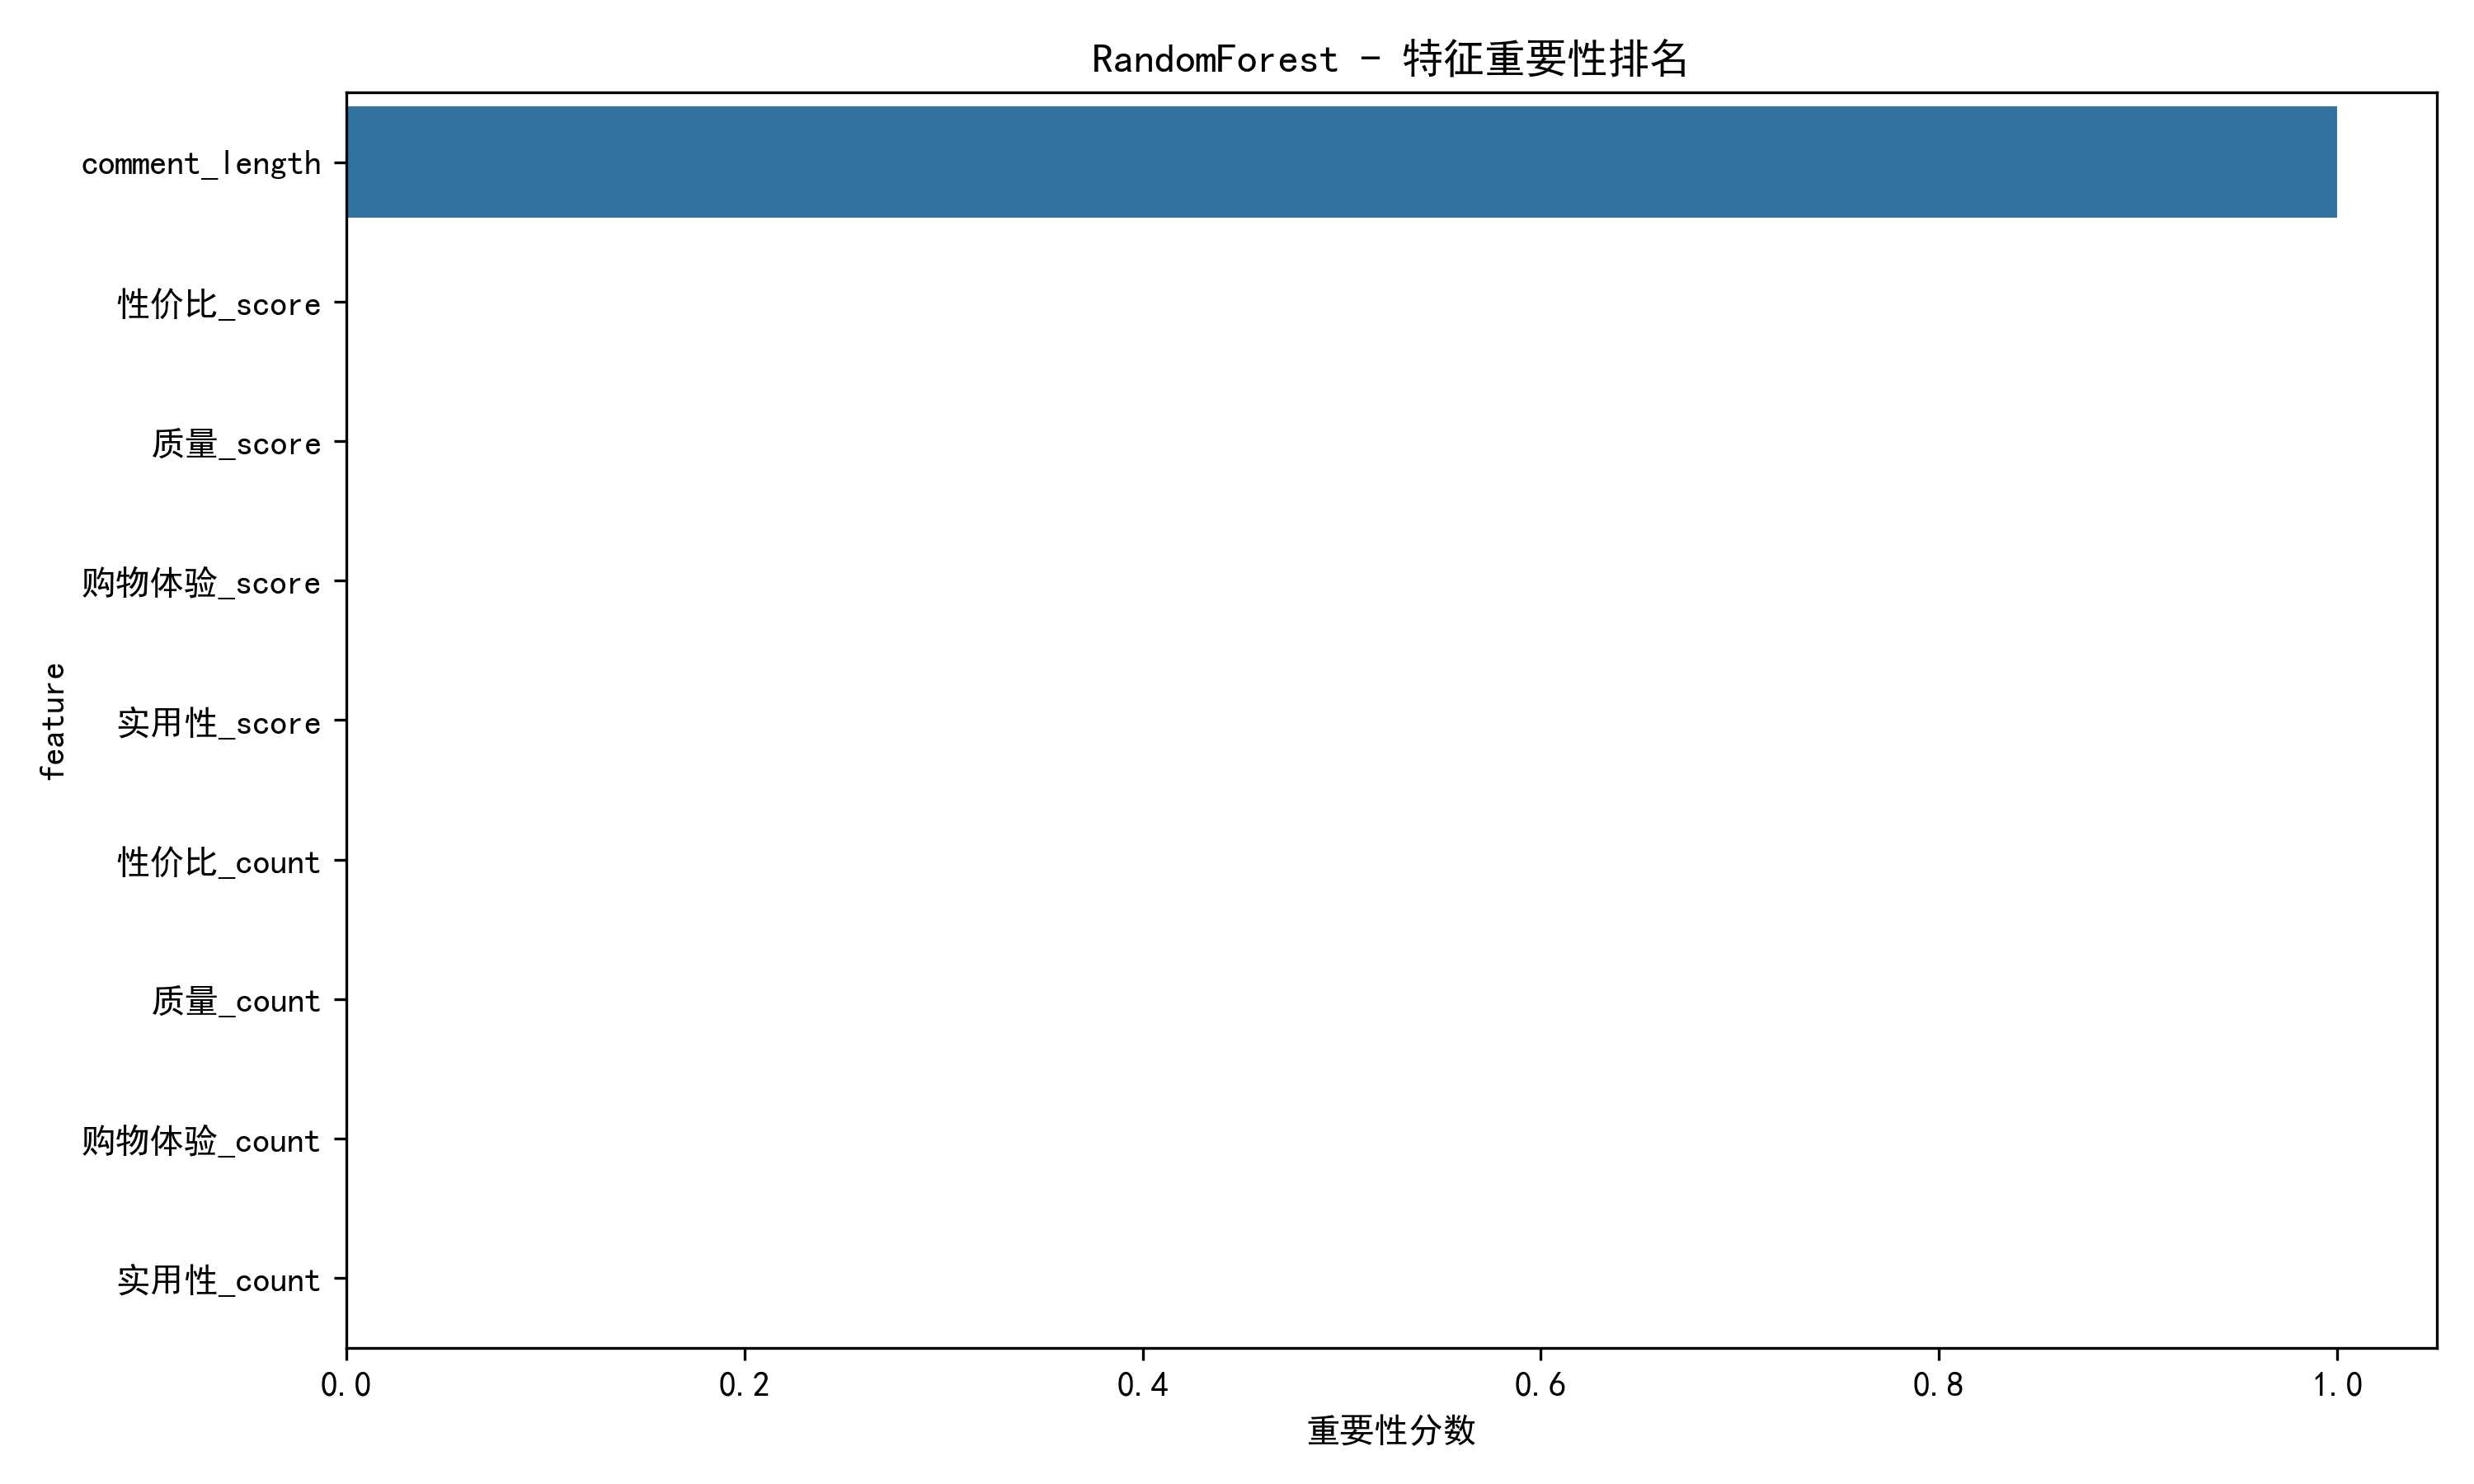 RandomForest - 特征重要性排名
comment_length
性价比_score
质量_score
购物体验_score
实用性_score
性价比_count
质量_count
购物体验_count
实用性_count
feature
0.0 0.2 0.4 0.6 0.8 1.0
重要性分数